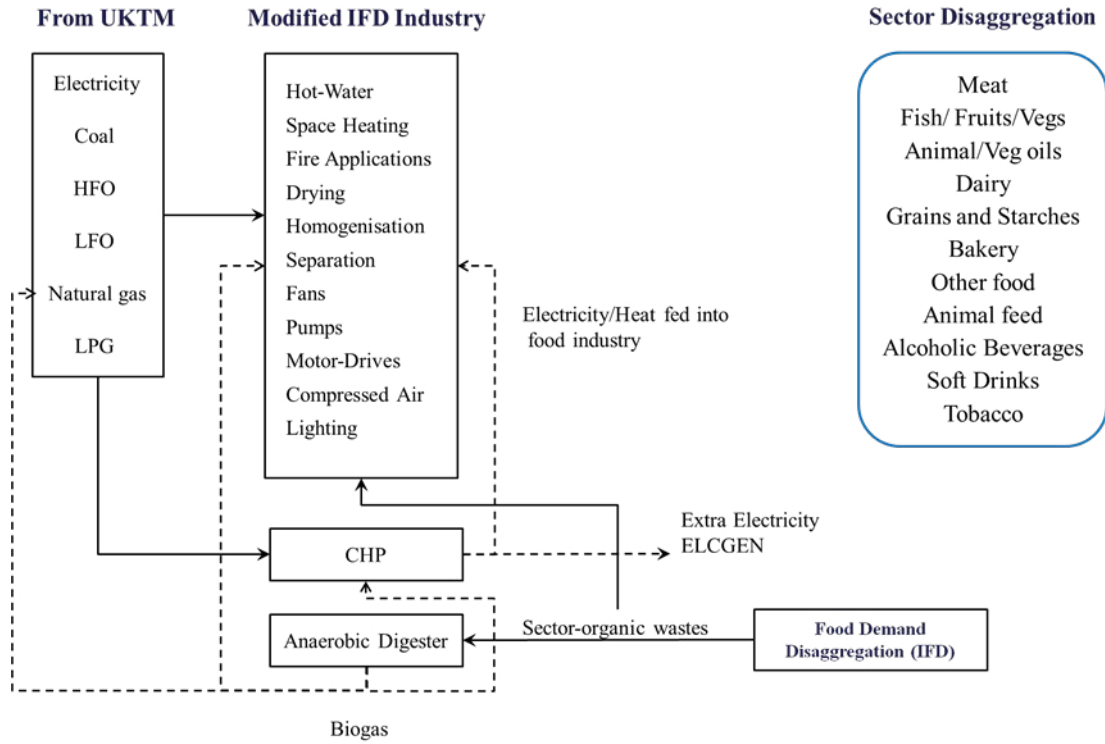 From UKTM
Electricity
Coal
HFO
LFO
Natural gas
LPG
Modified IFD Industry
Hot-Water
Space Heating
Fire Applications
Drying
Homogenisation
Separation
Fans
Pumps
Motor-Drives
Compressed Air
Lighting
Sector Disaggregation
Meat
Fish/ Fruits/Vegs
Animal/Veg oils
Dairy
Grains and Starches
Bakery
Other food
Animal feed
Alcoholic Beverages
Soft Drinks
Tobacco
Electricity/Heat fed into
food industry
Extra Electricity
ELCGEN
CHP
Anaerobic Digester
Sector-organic wastes
Food Demand
Disaggregation (IFD)
Biogas